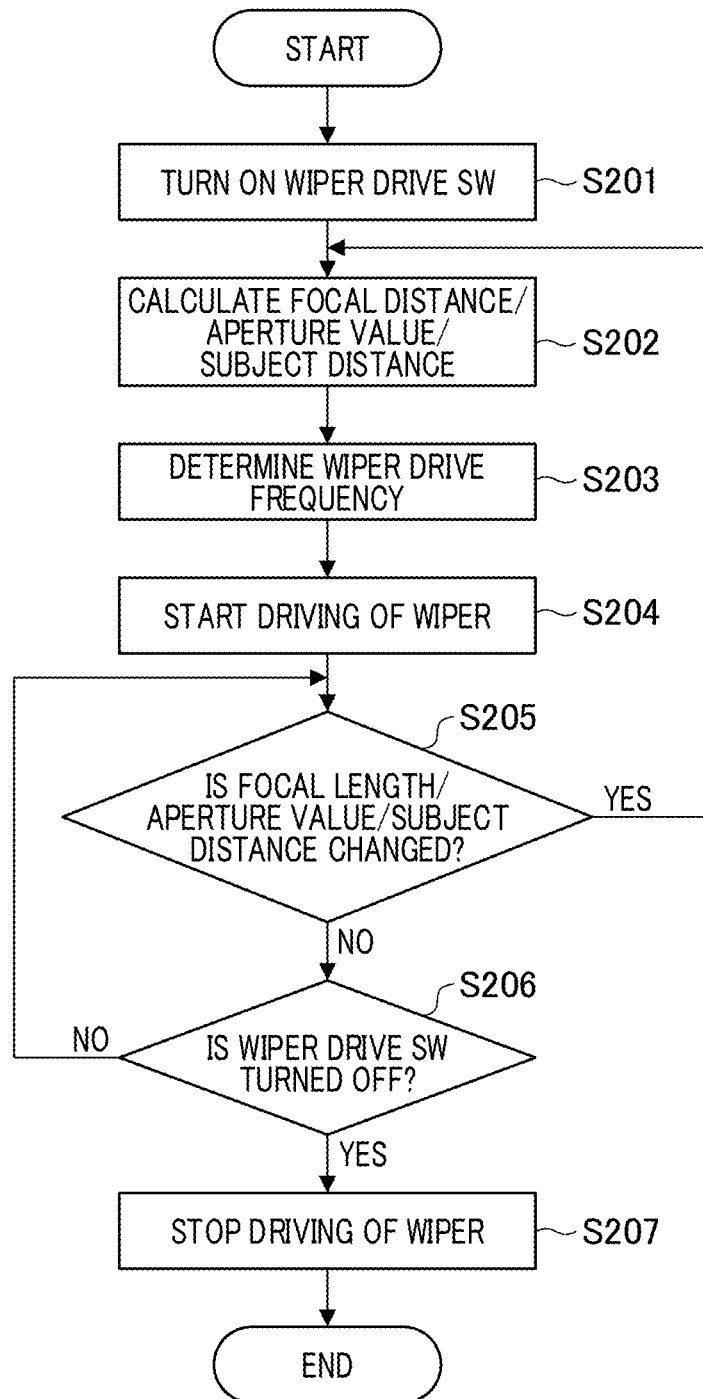 START
TURN ON WIPER DRIVE SW
S201
CALCULATE FOCAL DISTANCE/
APERTURE VALUE/
SUBJECT DISTANCE
S202
DETERMINE WIPER DRIVE
FREQUENCY
S203
START DRIVING OF WIPER
S204
S205
IS FOCAL LENGTH/
APERTURE VALUE/SUBJECT
DISTANCE CHANGED?
YES
NO
S206
NO
IS WIPER DRIVE SW
TURNED OFF?
YES
STOP DRIVING OF WIPER
S207
END